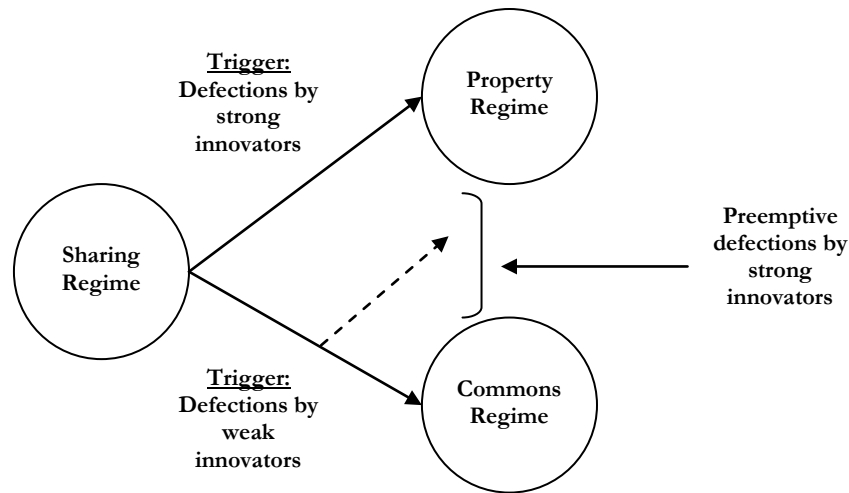 Trigger:
Defections by
strong
innovators
Property
Regime
Sharing
Regime
Preemptive
defections by
strong
innovators
Trigger:
Defections by
weak
innovators
Commons
Regime